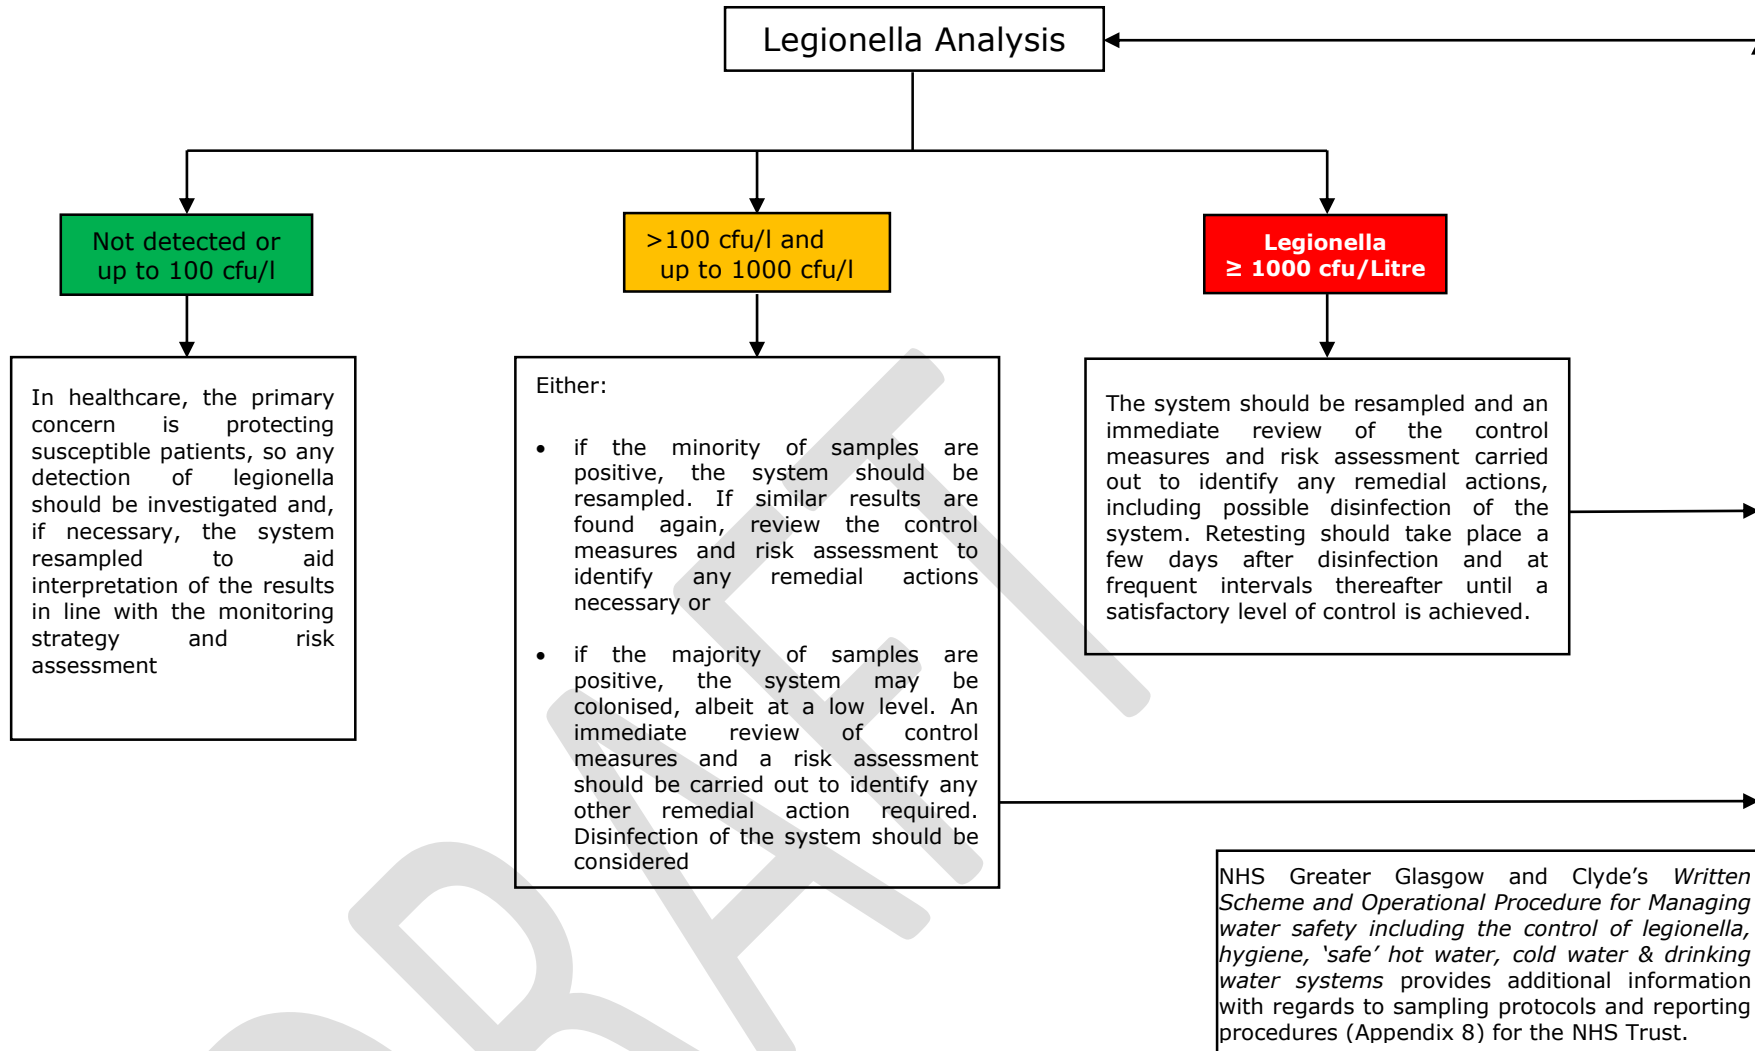 Legionella Analysis
Not detected or
up to 100 cfu/l
>100 cfu/l and
up to 1000 cfu/l
Legionella
≥ 1000 cfu/Litre
In healthcare, the primary
concern is protecting
susceptible patients, so any
detection of legionella
should be investigated and,
if necessary, the system
resampled to aid
interpretation of the results
in line with the monitoring
strategy and risk
assessment
Either:
• if the minority of samples are
positive, the system should be
resampled. If similar results are
found again, review the control
measures and risk assessment to
identify any remedial actions
necessary or
• if the majority of samples are
positive, the system may be
colonised, albeit at a low level. An
immediate review of control
measures and a risk assessment
should be carried out to identify any
other remedial action required.
Disinfection of the system should be
considered
The system should be resampled and an
immediate review of the control
measures and risk assessment carried
out to identify any remedial actions,
including possible disinfection of the
system. Retesting should take place a
few days after disinfection and at
frequent intervals thereafter until a
satisfactory level of control is achieved.
NHS Greater Glasgow and Clyde's Written
Scheme and Operational Procedure for Managing
water safety including the control of legionella,
hygiene, 'safe' hot water, cold water & drinking
water systems provides additional information
with regards to sampling protocols and reporting
procedures (Appendix 8) for the NHS Trust.
DRAFT